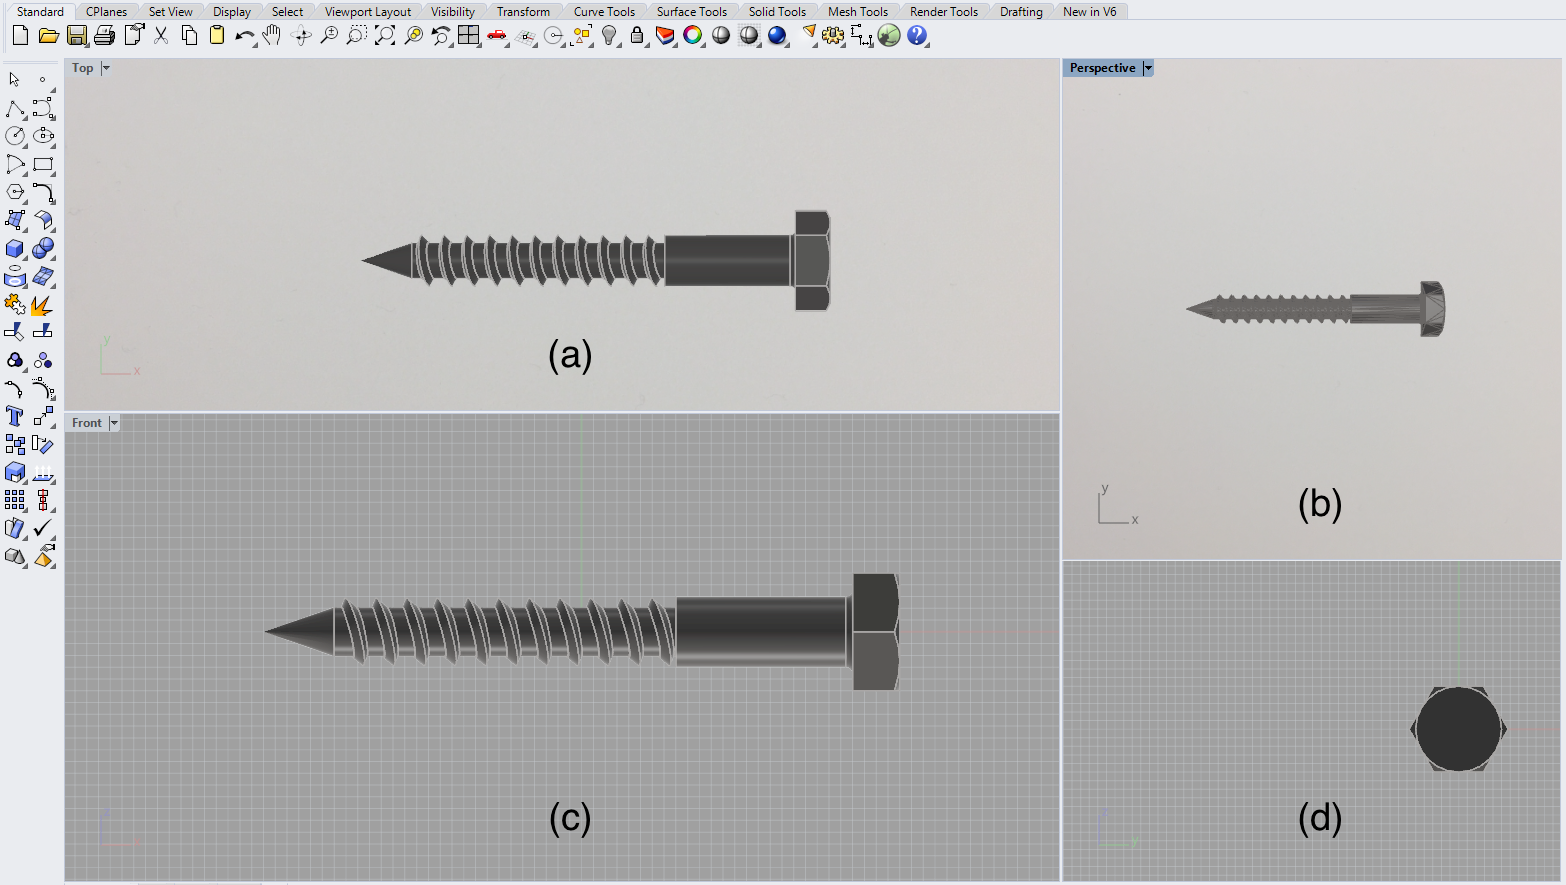 Standard CPlanes Set View Display Select Viewport Layout Visibility Transform Curve Tools Surface Tools Solid Tools Mesh Tools Render Tools Drafting New in V6
Top
y
x
(a)
Perspective
y
x
(b)
Front
z
x
(c)
z
y
(d)